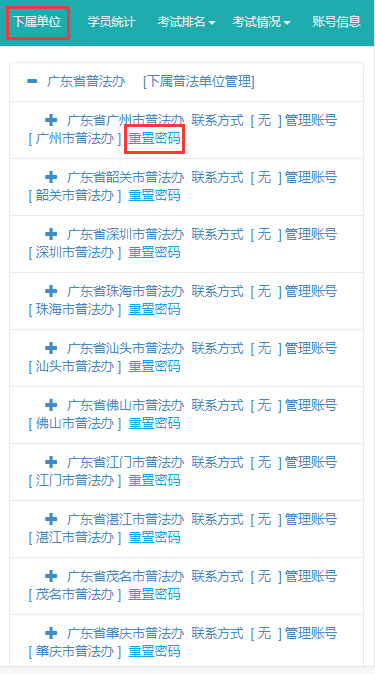 下属单位 学员统计 考试排名 考试情况 账号信息
广东省普法办 [下属普法单位管理]
广东省广州市普法办 联系方式 [ 无 ] 管理账号
[ 广州市普法办 ] 重置密码
广东省韶关市普法办 联系方式 [ 无 ] 管理账号
[ 韶关市普法办 ] 重置密码
广东省深圳市普法办 联系方式 [ 无 ] 管理账号
[ 深圳市普法办 ] 重置密码
广东省珠海市普法办 联系方式 [ 无 ] 管理账号
[ 珠海市普法办 ] 重置密码
广东省汕头市普法办 联系方式 [ 无 ] 管理账号
[ 汕头市普法办 ] 重置密码
广东省佛山市普法办 联系方式 [ 无 ] 管理账号
[ 佛山市普法办 ] 重置密码
广东省江门市普法办 联系方式 [ 无 ] 管理账号
[ 江门市普法办 ] 重置密码
广东省湛江市普法办 联系方式 [ 无 ] 管理账号
[ 湛江市普法办 ] 重置密码
广东省茂名市普法办 联系方式 [ 无 ] 管理账号
[ 茂名市普法办 ] 重置密码
广东省肇庆市普法办 联系方式 [ 无 ] 管理账号
[ 肇庆市普法办 ] 重置密码